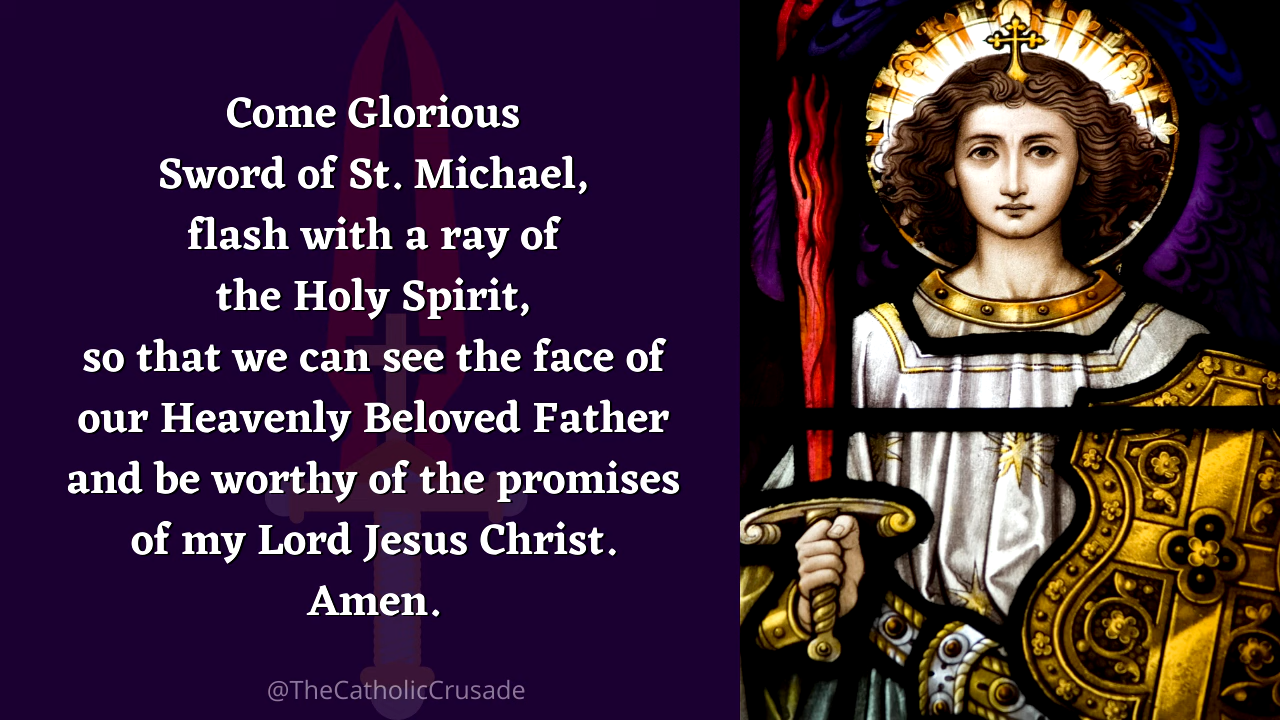 Come Glorious
Sword of St. Michael,
flash with a ray of
the Holy Spirit,
so that we can see the face of
our Heavenly Beloved Father
and be worthy of the promises
of my Lord Jesus Christ.
Amen.
@TheCatholicCrusade